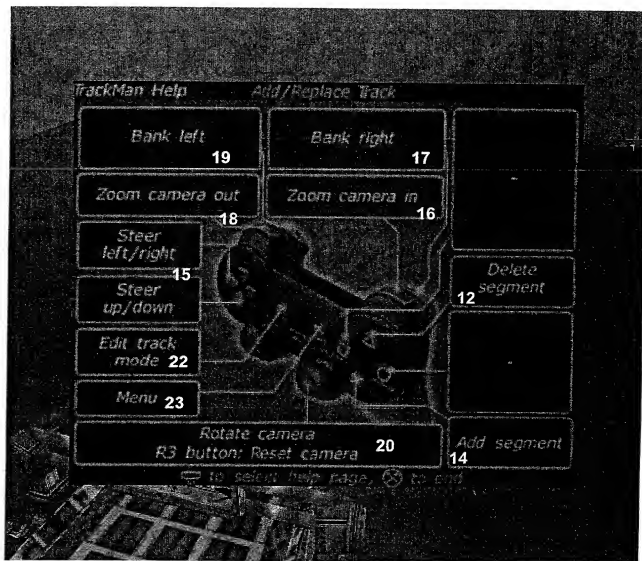 TrackMan Help
Add/Replace Track
Bank left
19
Bank right
17
Zoom camera out
18
Zoom camera in
16
Steer
left/right
15
Steer
up/down
Delete
segment
12
Edit track
mode
22
Menu
23
Rotate camera
R3 button: Reset camera
20
Add segment
14
to select help page, to end